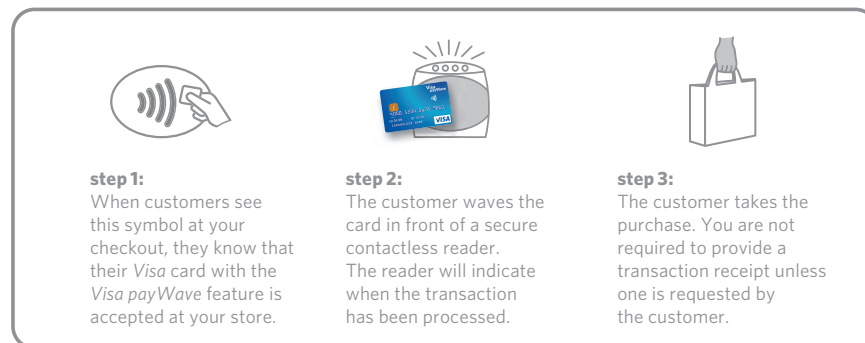 Visa
payWave
VISA
step 1:
When customers see
this symbol at your
checkout, they know that
their Visa card with the
Visa payWave feature is
accepted at your store.
step 2:
The customer waves the
card in front of a secure
contactless reader.
The reader will indicate
when the transaction
has been processed.
step 3:
The customer takes the
purchase. You are not
required to provide a
transaction receipt unless
one is requested by
the customer.